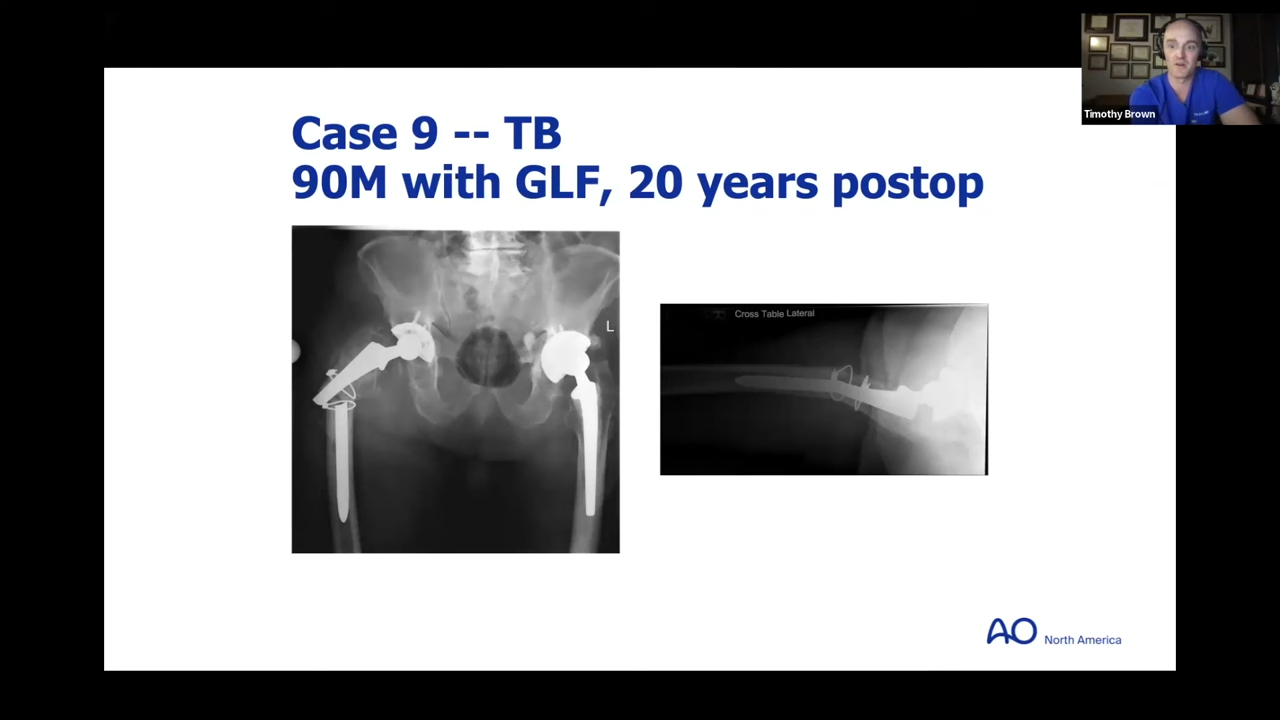 Case 9 -- TB
90M with GLF, 20 years postop
L
Cross Table Lateral
Timothy Brown
AO North America